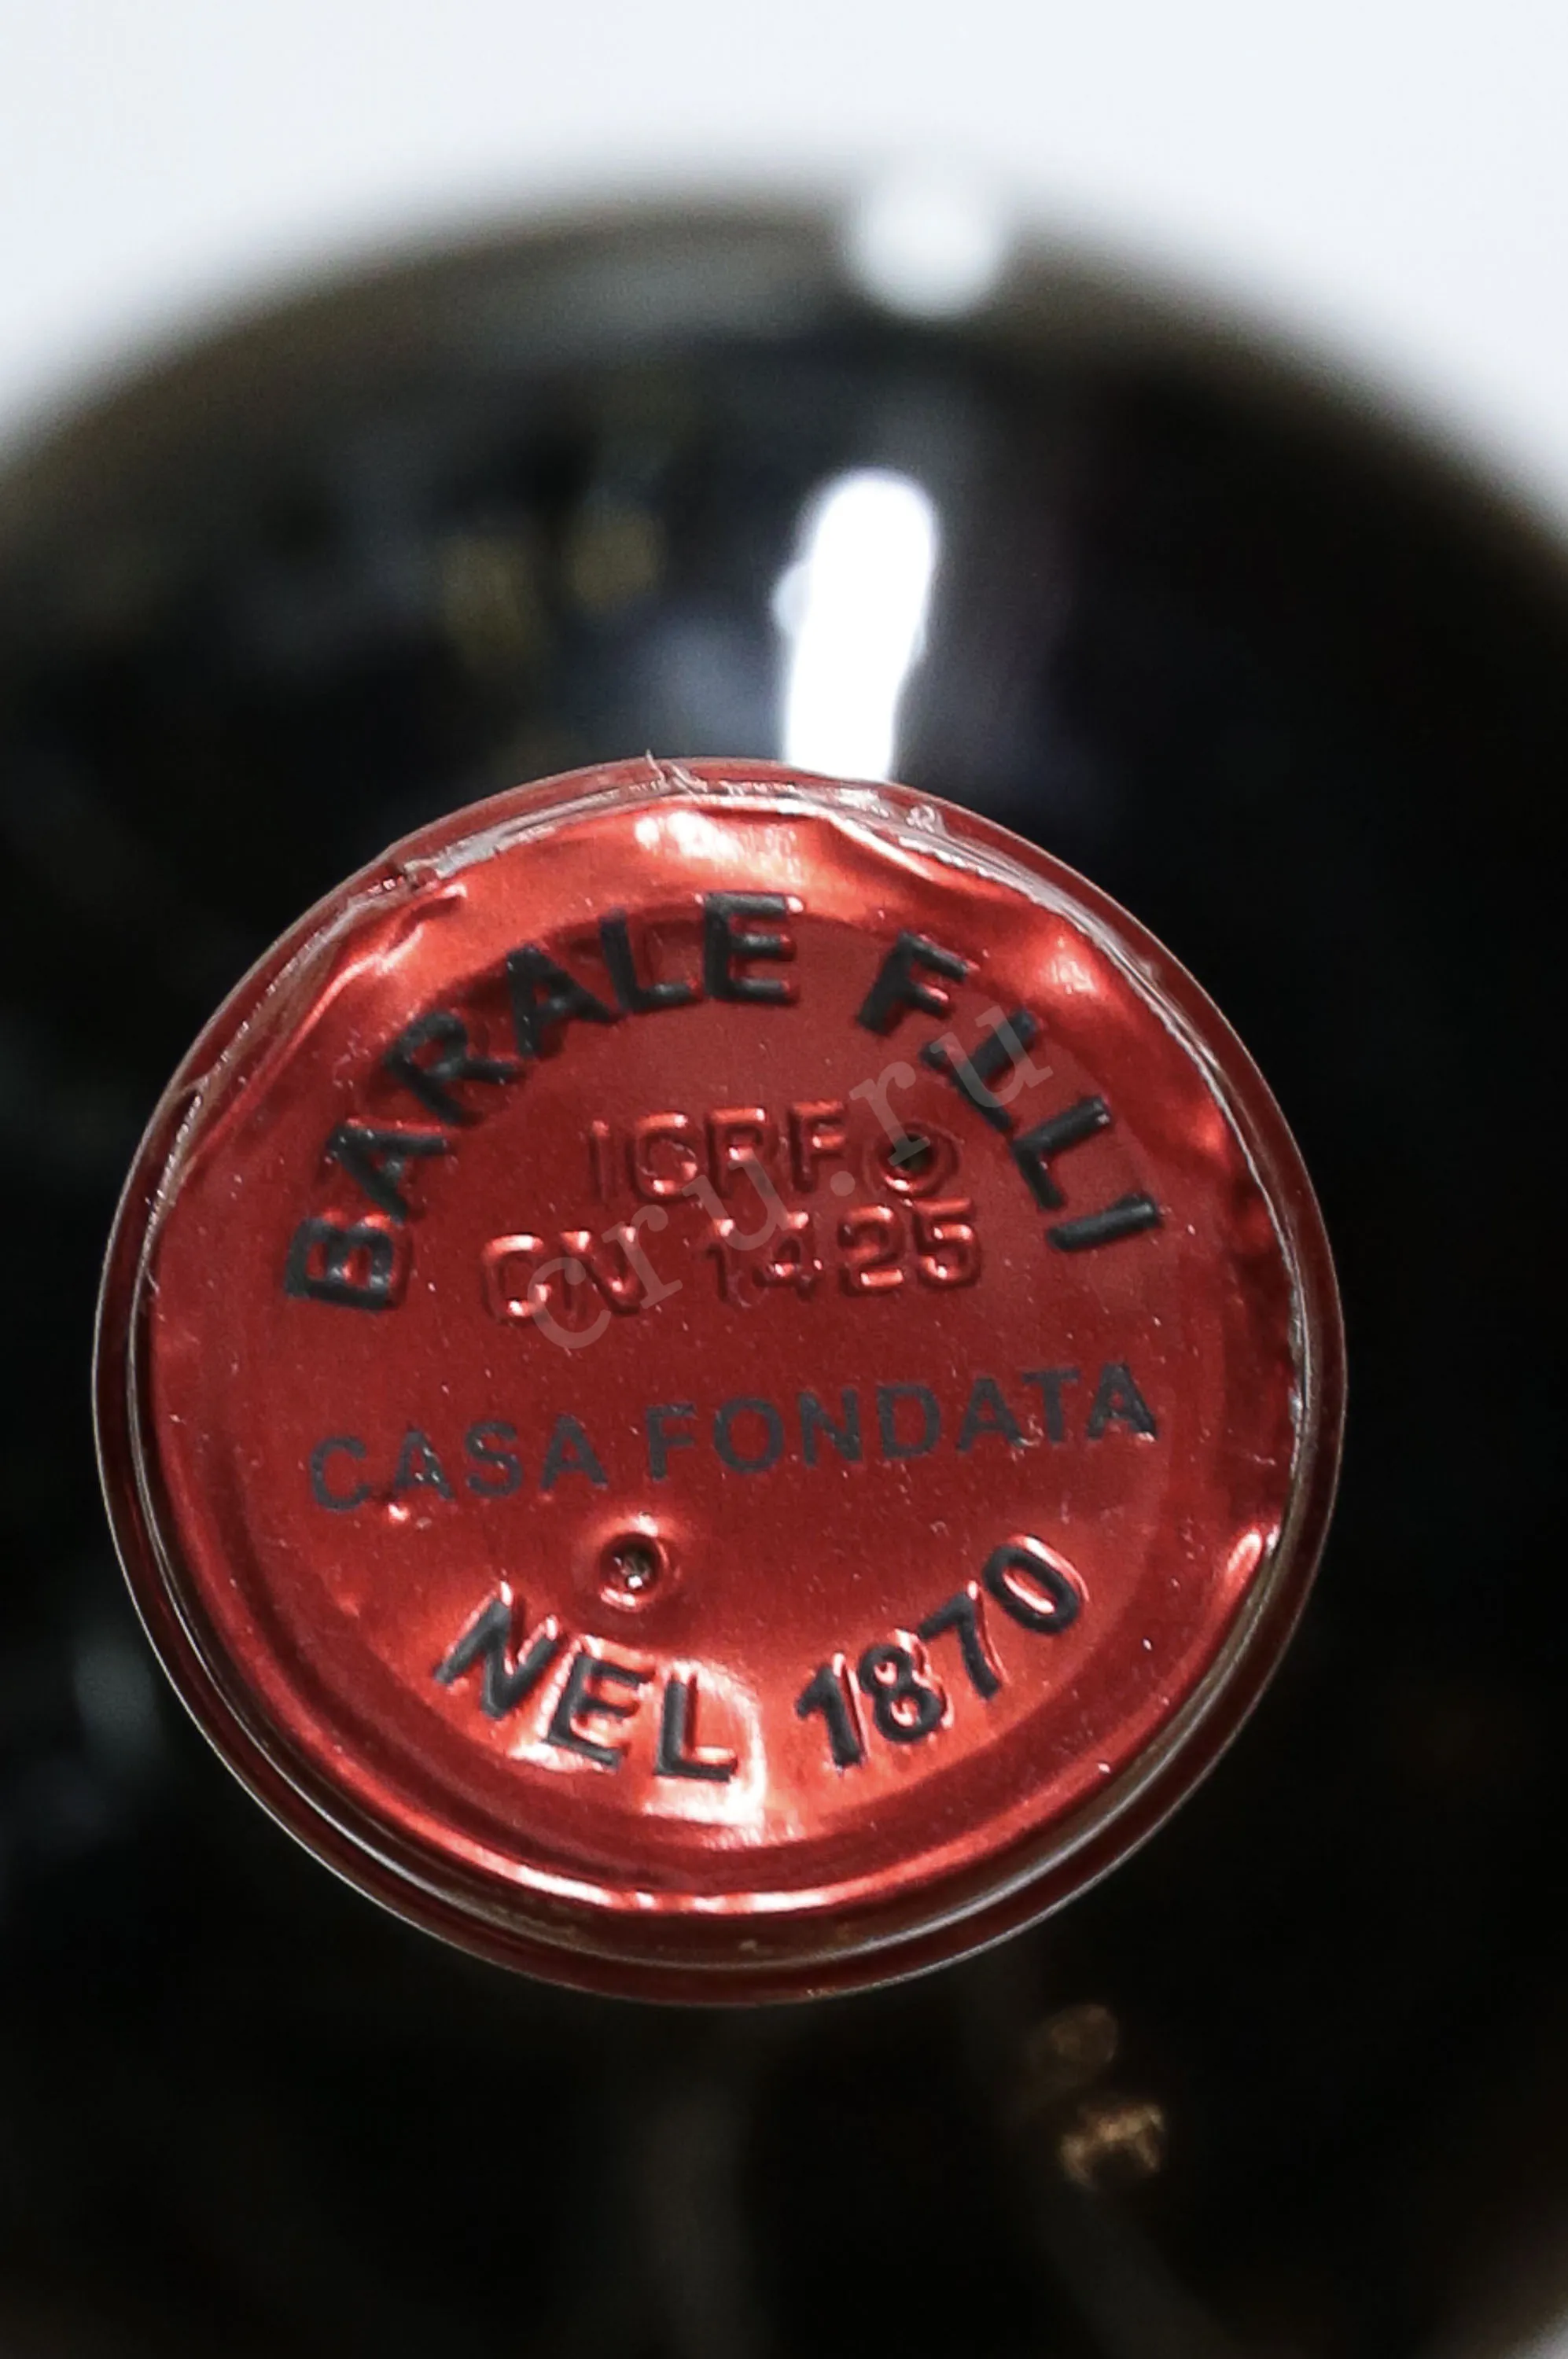 BARALE F.LLI
ICRF
CN 1425
CASA FONDATA
NEL 1870
cru.ru